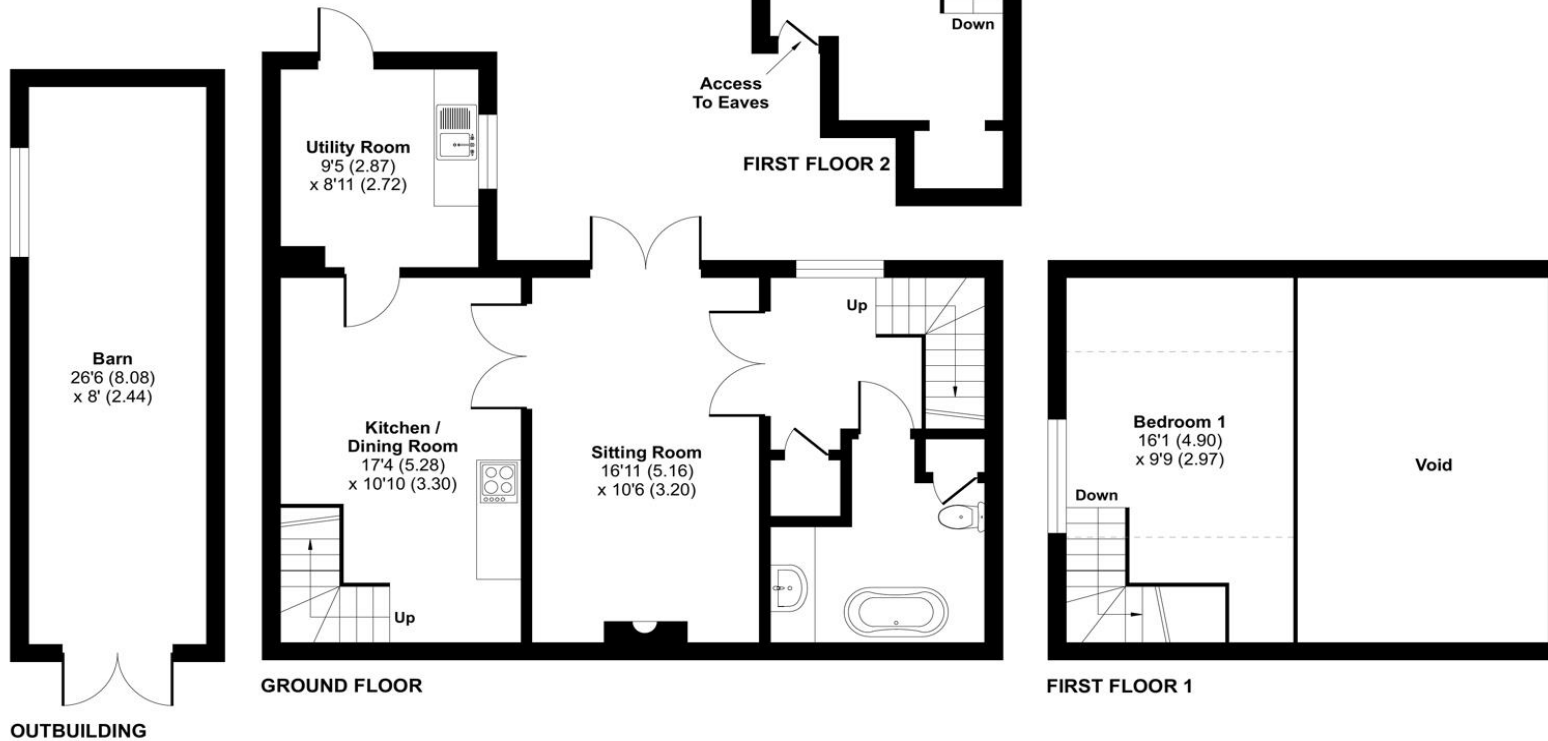 Down
Access
To Eaves
FIRST FLOOR 2
Utility Room
9'5 (2.87)
x 8'11 (2.72)
Barn
26'6 (8.08)
x 8' (2.44)
Kitchen /
Dining Room
17'4 (5.28)
x 10'10 (3.30)
Up
Sitting Room
16'11 (5.16)
x 10'6 (3.20)
Up
Bedroom 1
16'1 (4.90)
x 9'9 (2.97)
Down
Void
GROUND FLOOR
FIRST FLOOR 1
OUTBUILDING